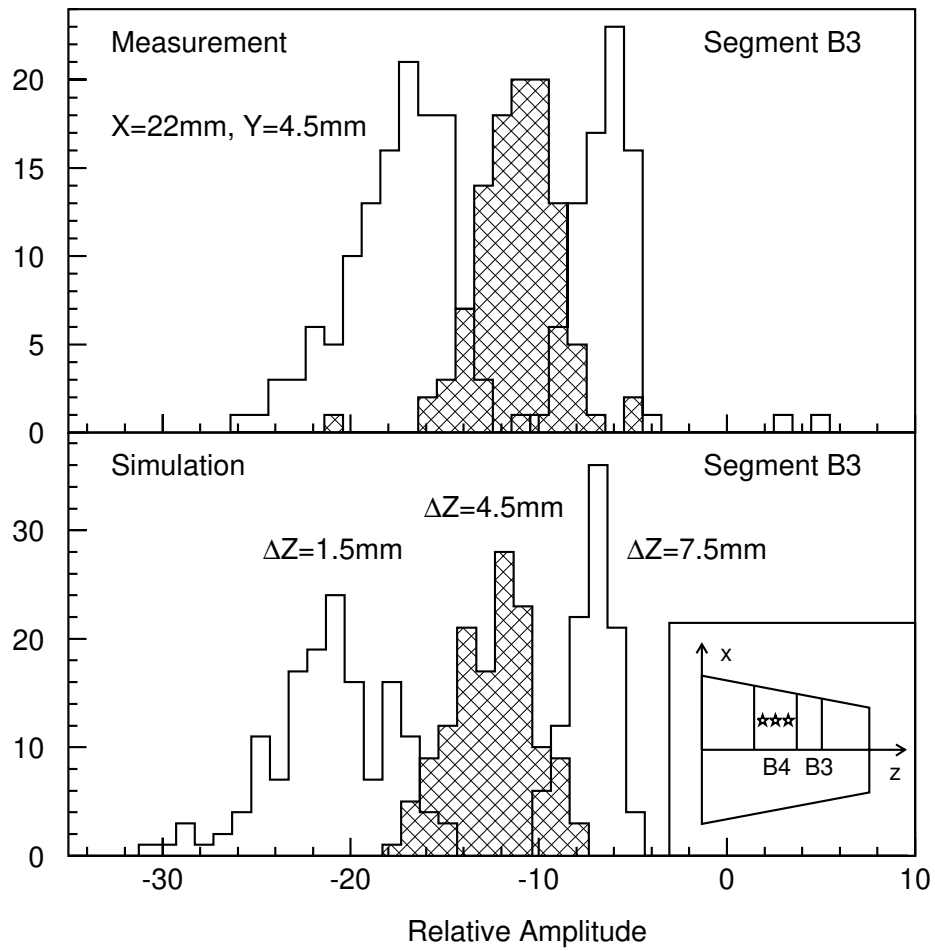 Measurement Segment B3
20
X=22mm, Y=4.5mm
15
10
5
0
Simulation Segment B3
ΔZ=4.5mm
30
ΔZ=1.5mm ΔZ=7.5mm
20
x
10
B4 B3
z
0
-30 -20 -10 0 10
Relative Amplitude